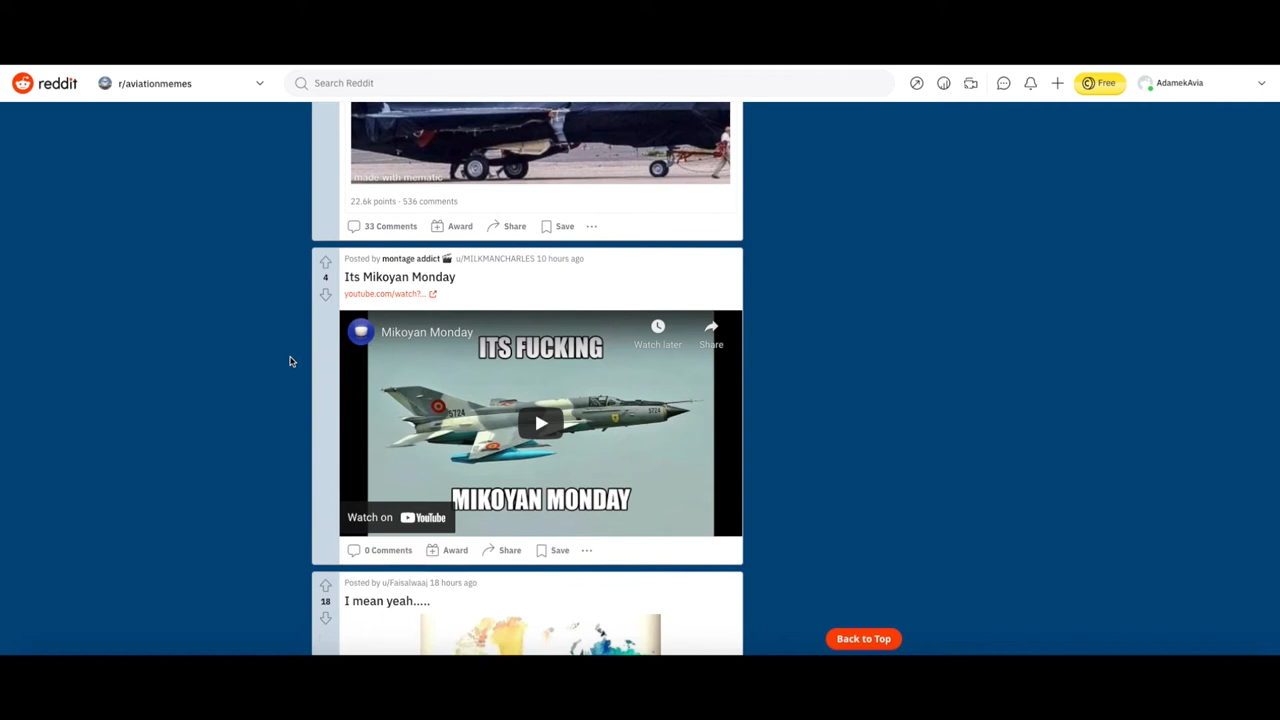 reddit r/aviationmemes Search Reddit Free AdamekAvia
made with mematic
22.6k points · 536 comments
33 Comments Award Share Save
Posted by montage addict u/MILKMANCHARLES 10 hours ago
4
Its Mikoyan Monday
youtube.com/watch?...
Mikoyan Monday
Watch later Share
ITS FUCKING
5724 5724
MIKOYAN MONDAY
Watch on YouTube
0 Comments Award Share Save
Posted by u/Faisalwaaj 18 hours ago
18
I mean yeah.....
Back to Top